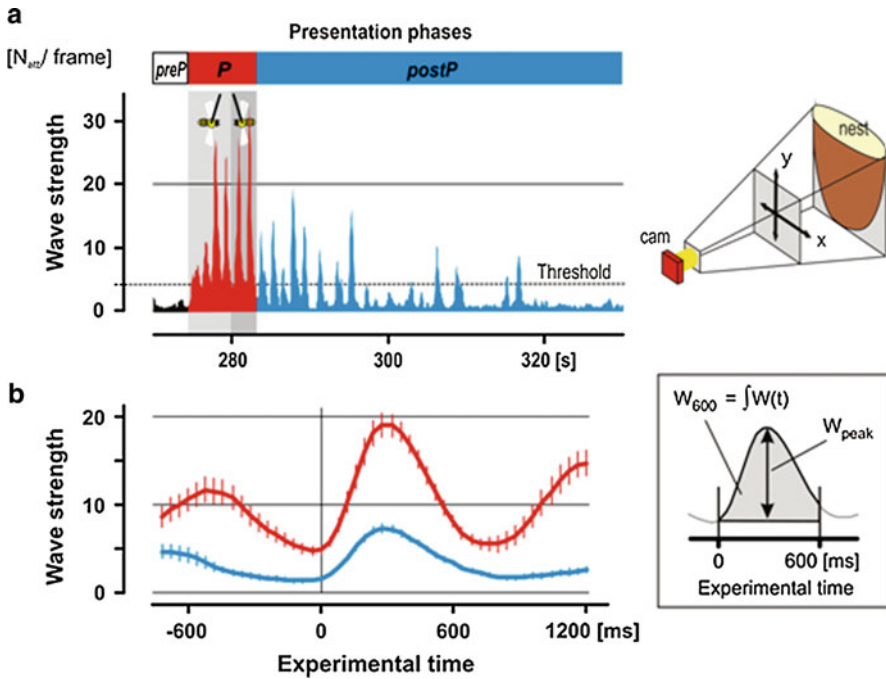 a
Presentation phases
[N_att/ frame]
preP P postP
Wave strength
30
20
10
0
Threshold
280 300 320 [s]
nest
y
x
cam
b
Wave strength
20
10
0
-600 0 600 1200 [ms]
Experimental time
W_600 = ∫W(t)
W_peak
0 600 [ms]
Experimental time